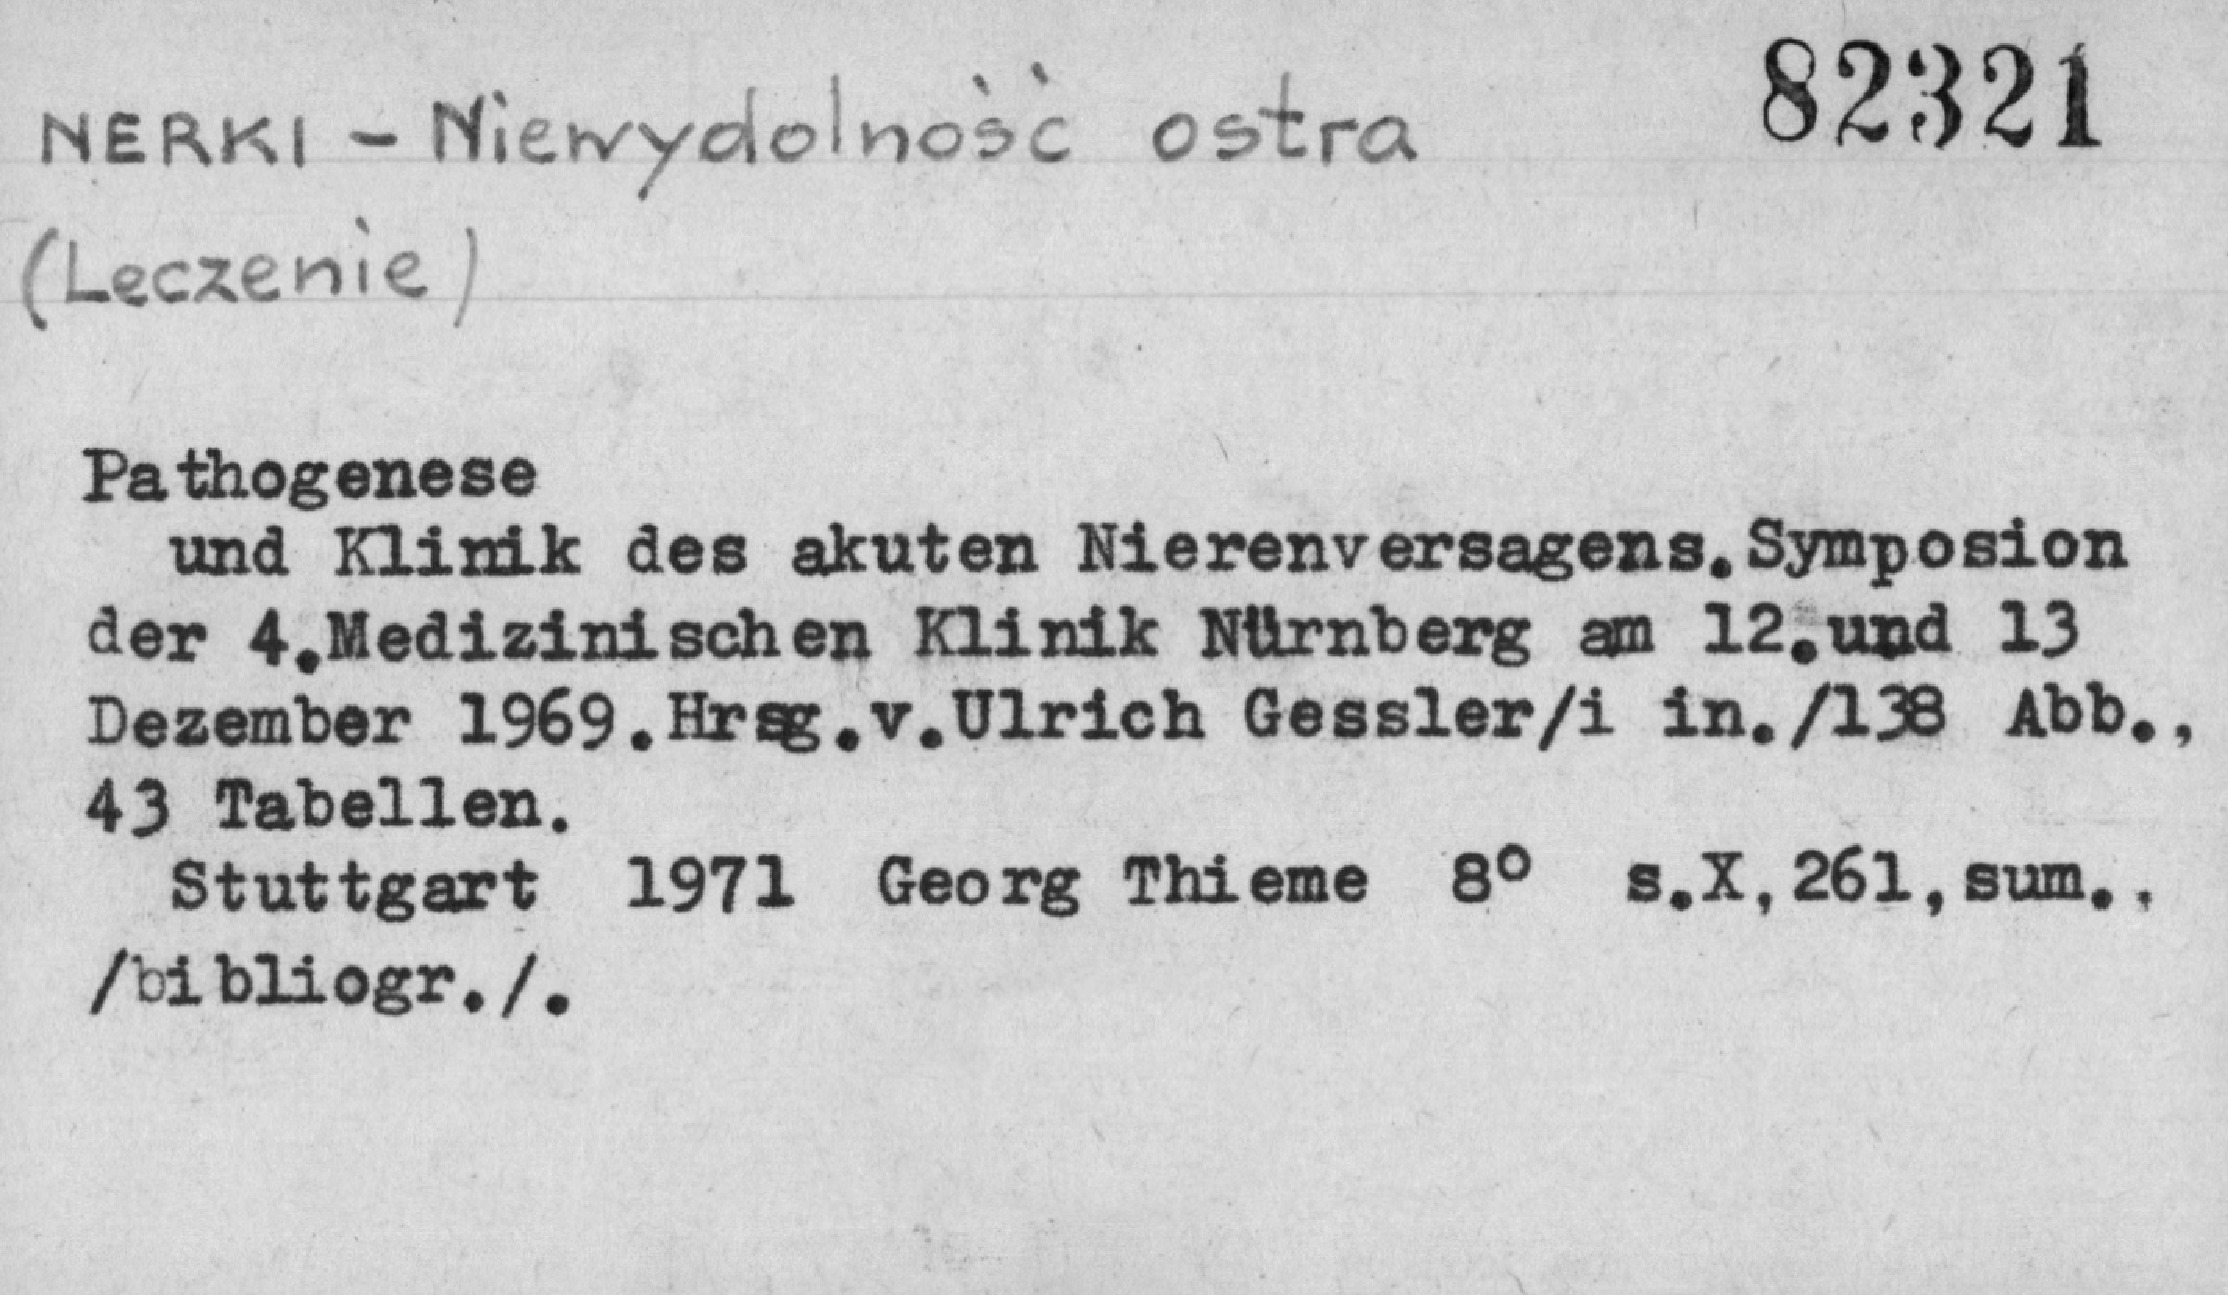 82321
NERKI - Niewydolność ostra
(Leczenie)
Pathogenese
und Klinik des akuten Nierenversagens.Symposion
der 4.Medizinischen Klinik Nürnberg am 12.und 13
Dezember 1969.Hrsg.v.Ulrich Gessler/i in./138 Abb.,
43 Tabellen.
Stuttgart 1971 Georg Thieme 8° s.X,261,sum.,
/bibliogr./.